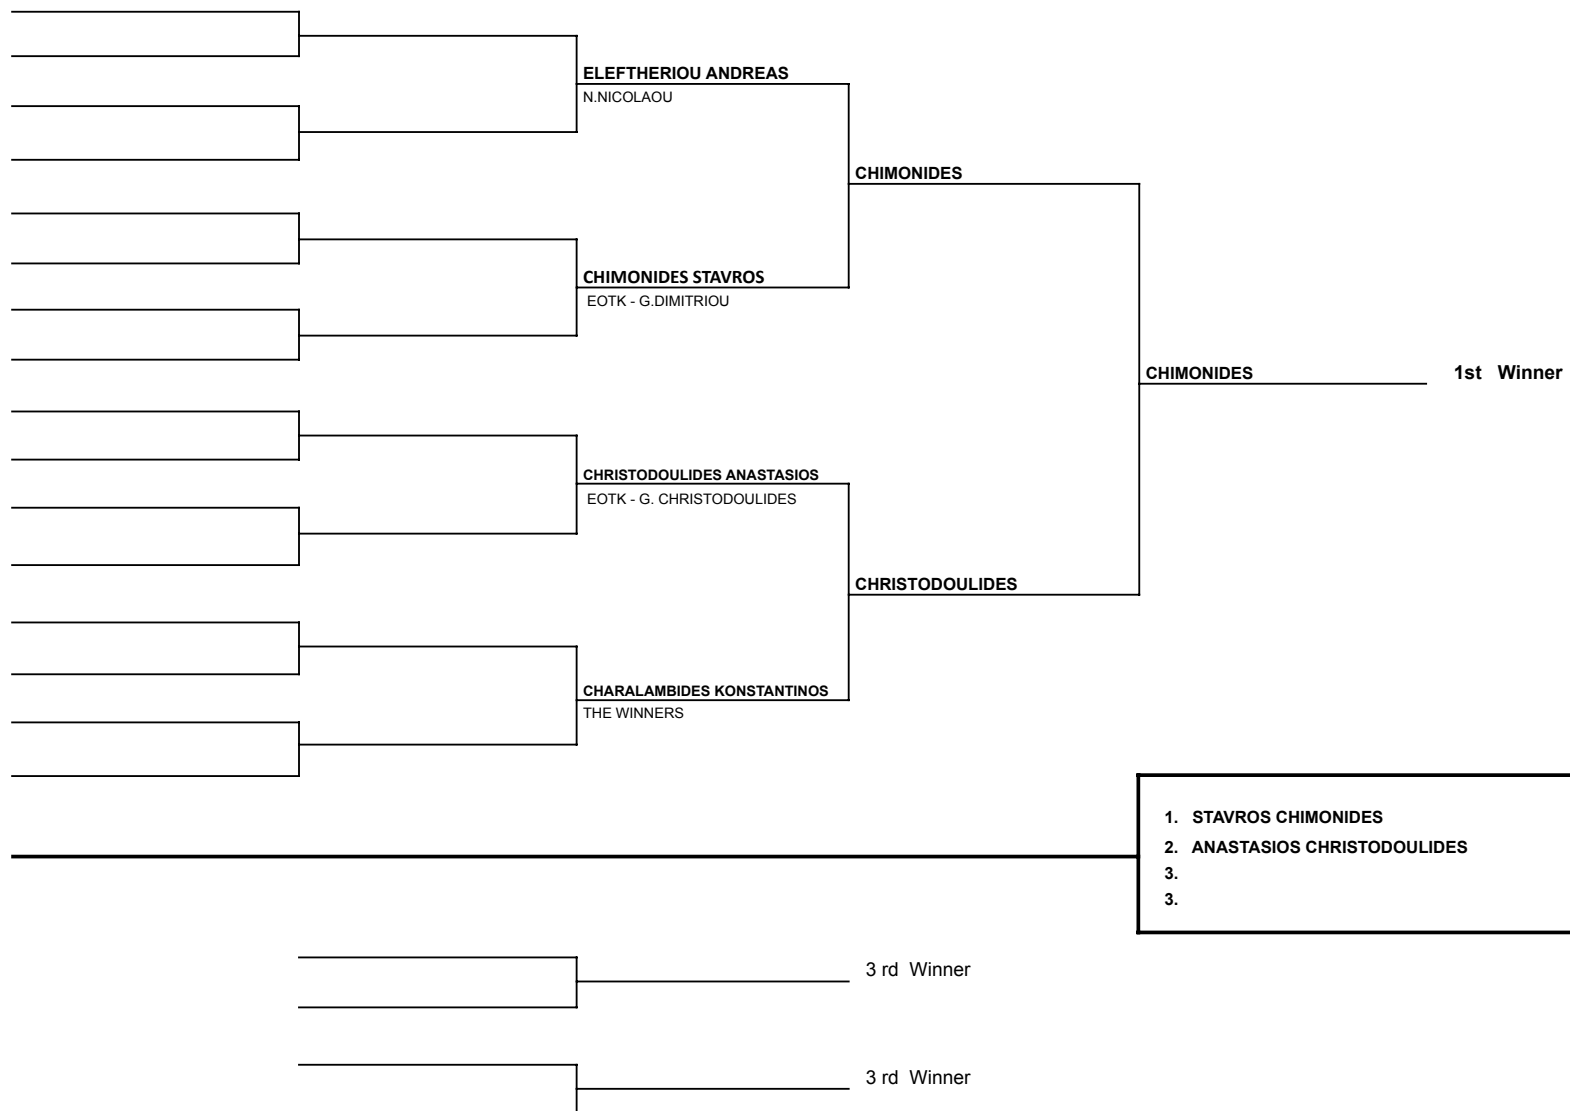 ELEFTHERIOU ANDREAS
N.NICOLAOU
CHIMONIDES
CHIMONIDES STAVROS
EOTK - G.DIMITRIOU
CHIMONIDES
1st Winner
CHRISTODOULIDES ANASTASIOS
EOTK - G. CHRISTODOULIDES
CHRISTODOULIDES
CHARALAMBIDES KONSTANTINOS
THE WINNERS
1. STAVROS CHIMONIDES
2. ANASTASIOS CHRISTODOULIDES
3.
3.
3 rd Winner
3 rd Winner